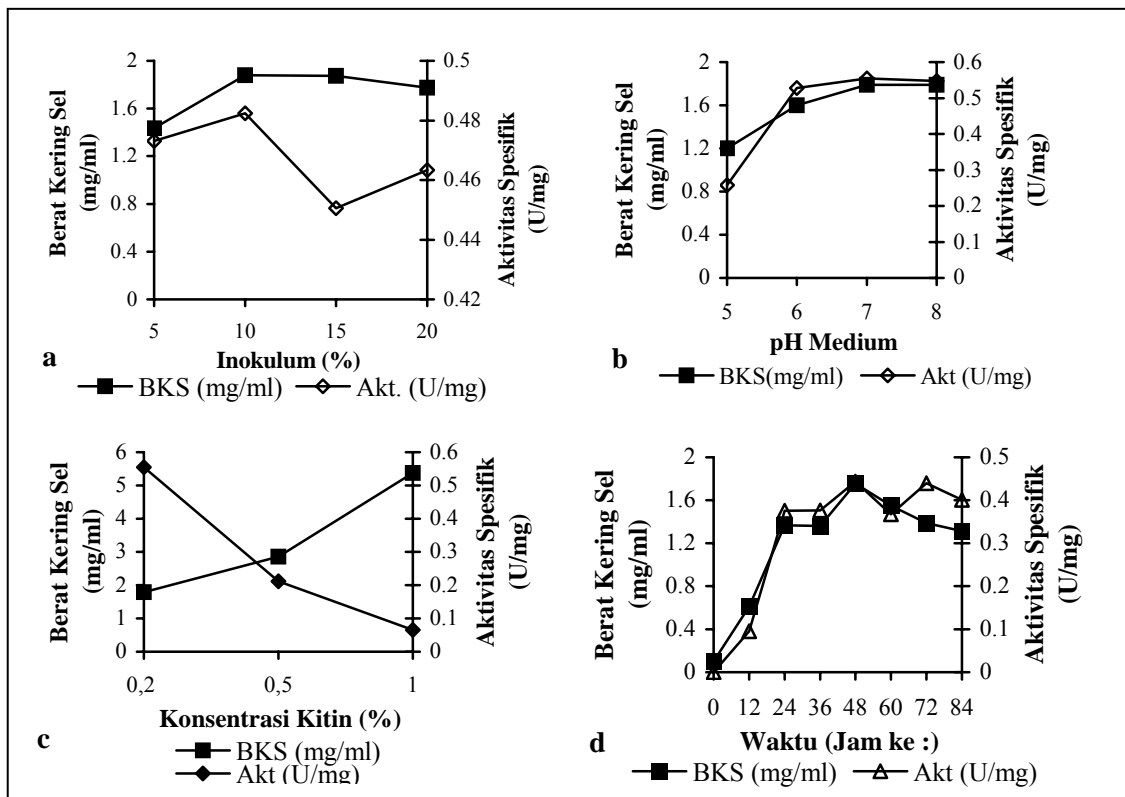 Berat Kering Sel
(mg/ml)
2
1.6
1.2
0.8
0.4
0
0.5
0.48
0.46
0.44
0.42
Aktivitas Spesifik
(U/mg)
5 10 15 20
a
Inokulum (%)
BKS (mg/ml) Akt. (U/mg)
Berat Kering Sel
(mg/ml)
2
1.6
1.2
0.8
0.4
0
0.6
0.5
0.4
0.3
0.2
0.1
0
Aktivitas Spesifik
(U/mg)
5 6 7 8
b
pH Medium
BKS(mg/ml) Akt (U/mg)
Berat Kering Sel
(mg/ml)
6
5
4
3
2
1
0
0.6
0.5
0.4
0.3
0.2
0.1
0
Aktivitas Spesifik
(U/mg)
0,2 0,5 1
Konsentrasi Kitin (%)
c
BKS (mg/ml)
Akt (U/mg)
Berat Kering Sel
(mg/ml)
2
1.6
1.2
0.8
0.4
0
0.5
0.4
0.3
0.2
0.1
0
Aktivitas Spesifik
(U/mg)
0 12 24 36 48 60 72 84
d
Waktu (Jam ke :)
BKS (mg/ml) Akt (U/mg)